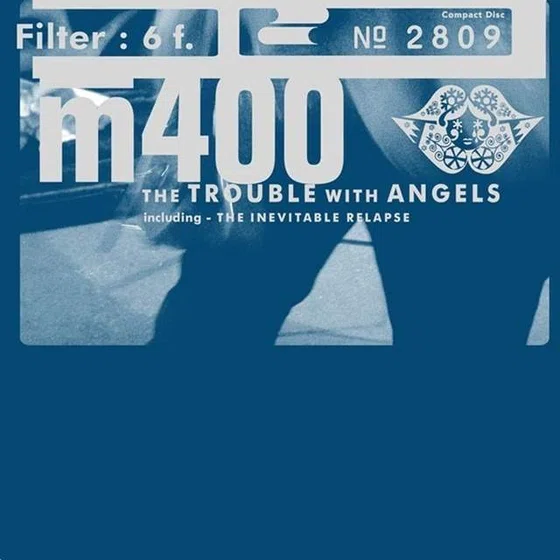 Compact Disc
Filter : 6 f. Nº 2809
m400
THE TROUBLE WITH ANGELS
including - THE INEVITABLE RELAPSE